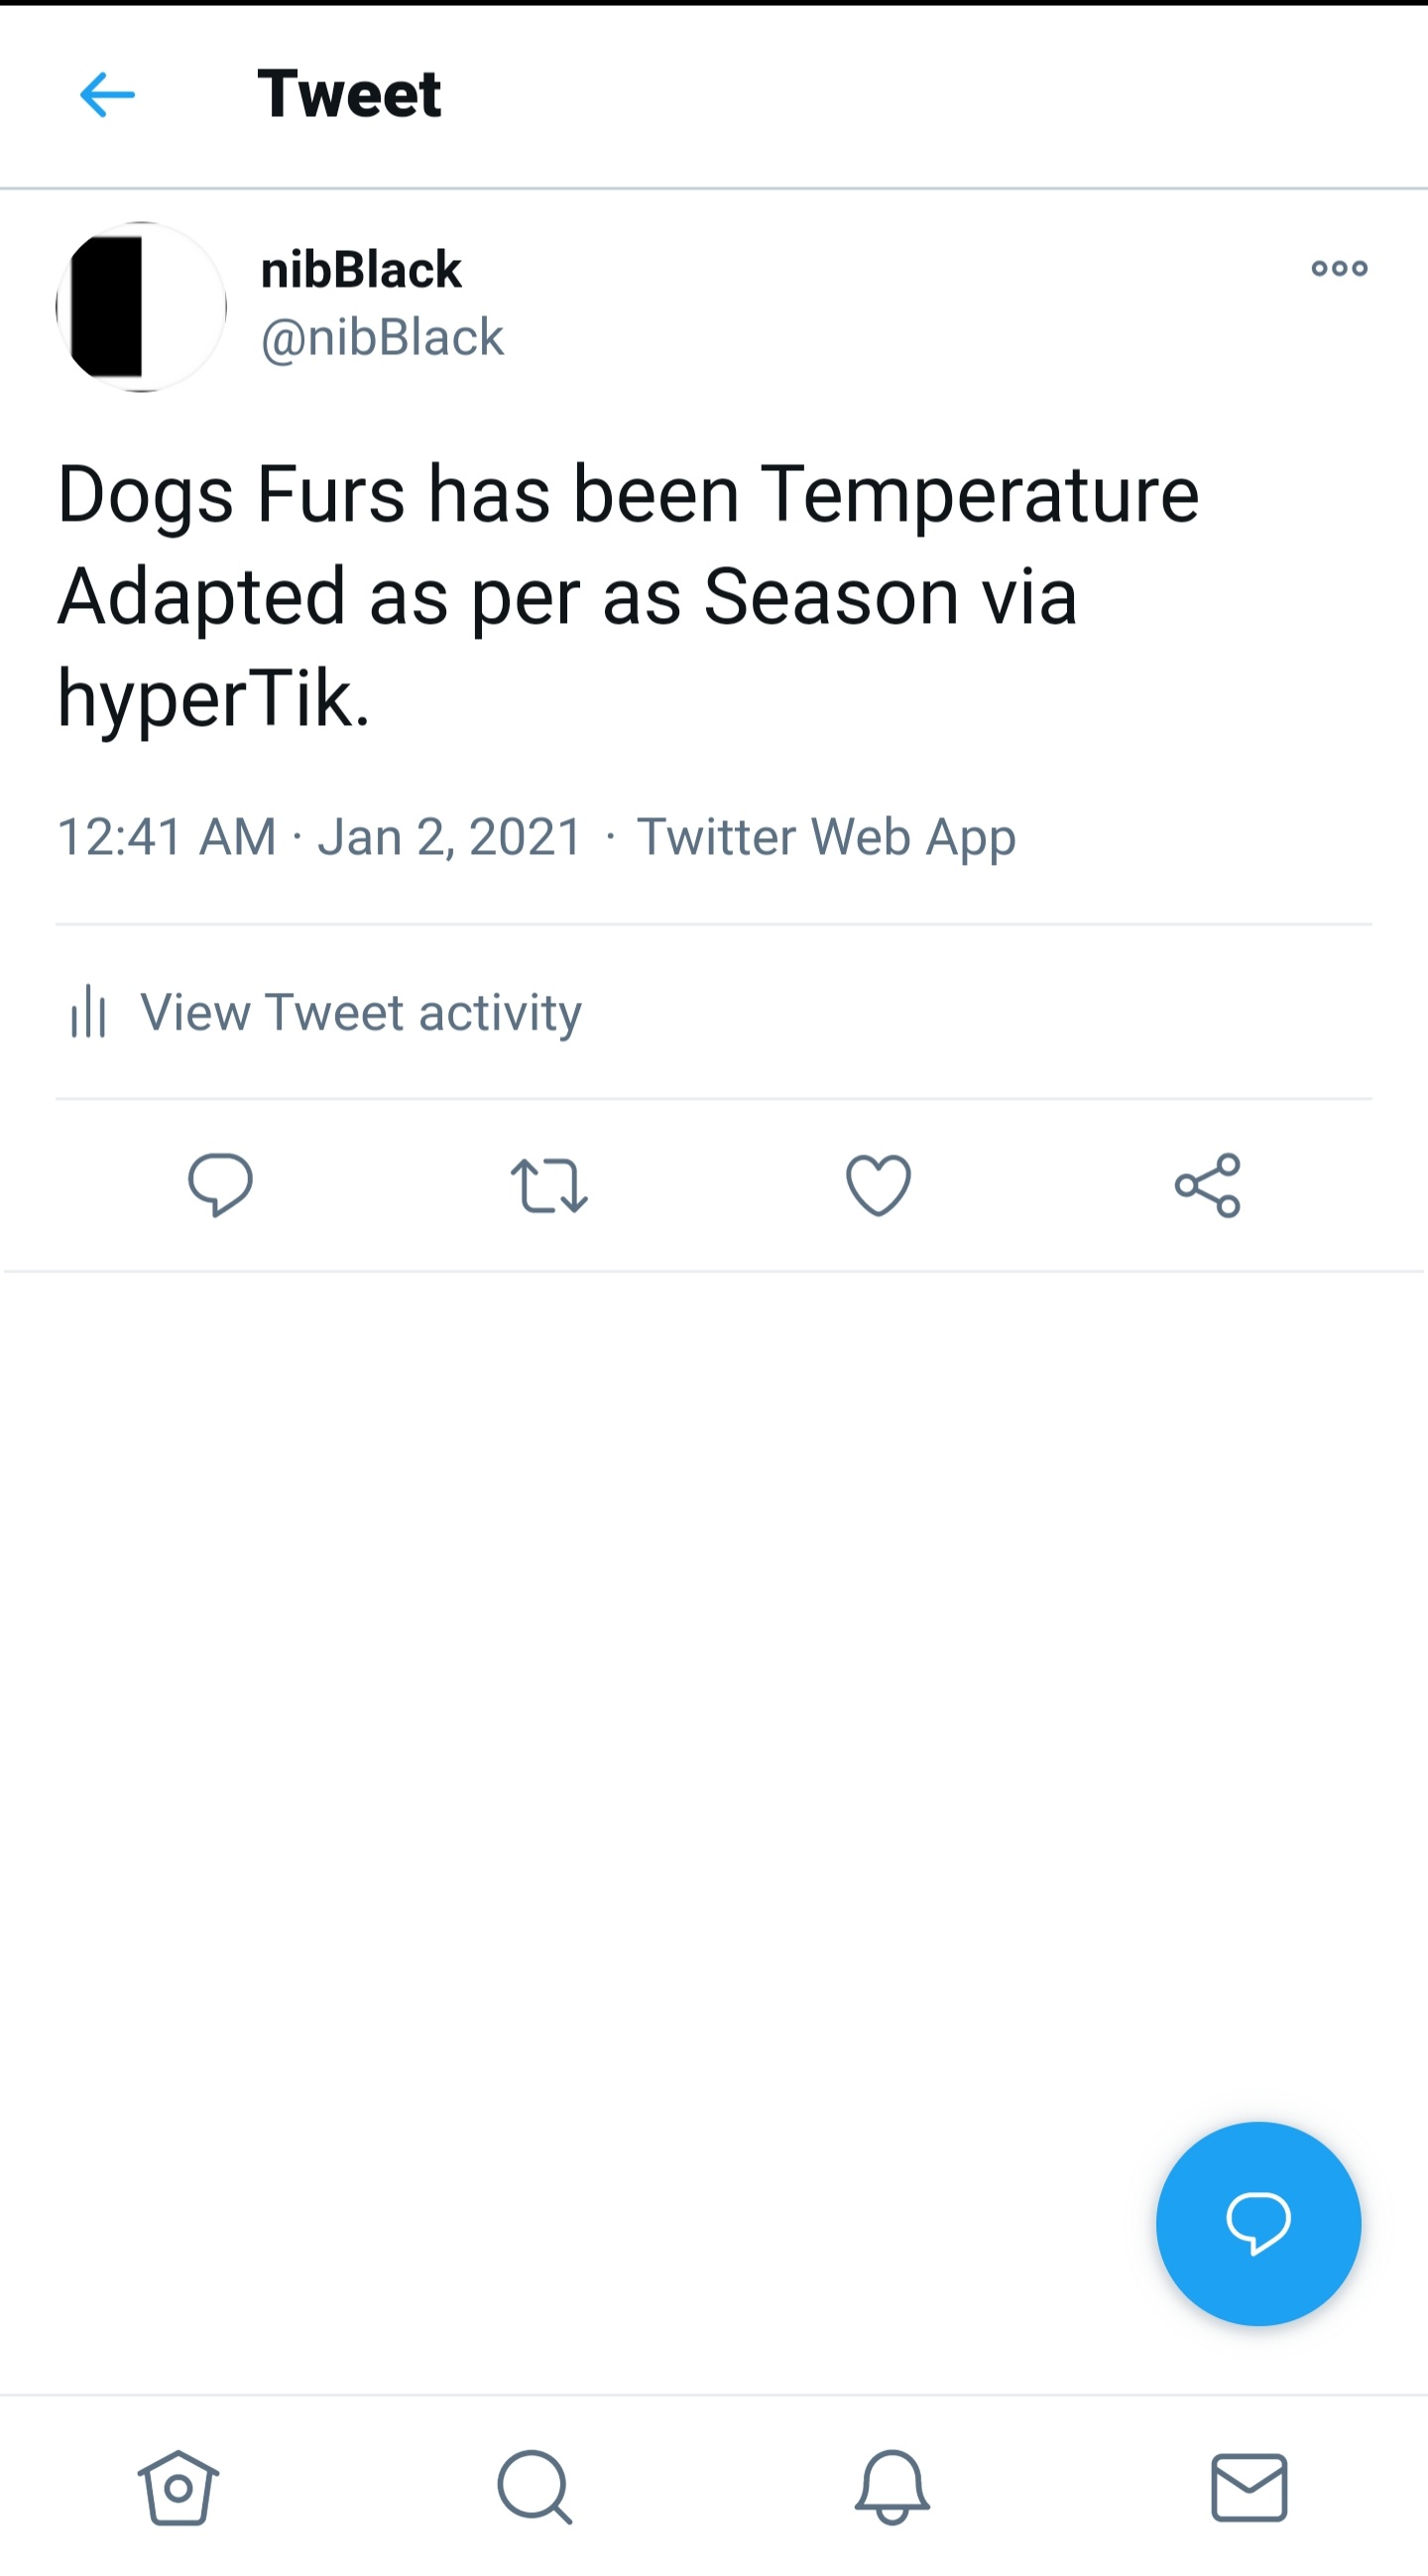 Tweet
nibBlack
@nibBlack
Dogs Furs has been Temperature
Adapted as per as Season via
hyperTik.
12:41 AM · Jan 2, 2021 · Twitter Web App
View Tweet activity